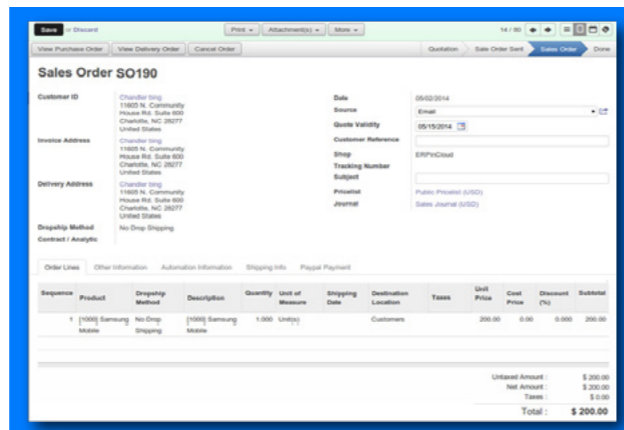 Save or Discard Print Attachment(s) More 14 / 50
View Purchase Order View Delivery Order Cancel Order Quotation Sale Order Sent Sales Order Done
Sales Order SO190
Customer ID Chandler bing Date 05/02/2014
11605 N. Community Source Email
House Rd. Suite 600 Quote Validity 05/15/2014
Charlotte, NC 28277
United States
Invoice Address Chandler bing Customer Reference
11605 N. Community Shop ERPinCloud
House Rd. Suite 600 Tracking Number
Charlotte, NC 28277 Subject
United States
Delivery Address Chandler bing Pricelist Public Pricelist (USD)
11605 N. Community Journal Sales Journal (USD)
House Rd. Suite 600
Charlotte, NC 28277
United States
Dropship Method No Drop Shipping
Contract / Analytic
Order Lines Other Information Automation Information Shipping Info Paypal Payment
Sequence Product Dropship Method Description Quantity Unit of Measure Shipping Date Destination Location Taxes Unit Price Cost Price Discount (%) Subtotal
1 [1000] Samsung No Drop [1000] Samsung 1.000 Unit(s) Customers 200.00 0.00 0.000 200.00
Mobile Shipping Mobile
Untaxed Amount : $ 200.00
Net Amount : $ 200.00
Taxes : $ 0.00
Total : $ 200.00